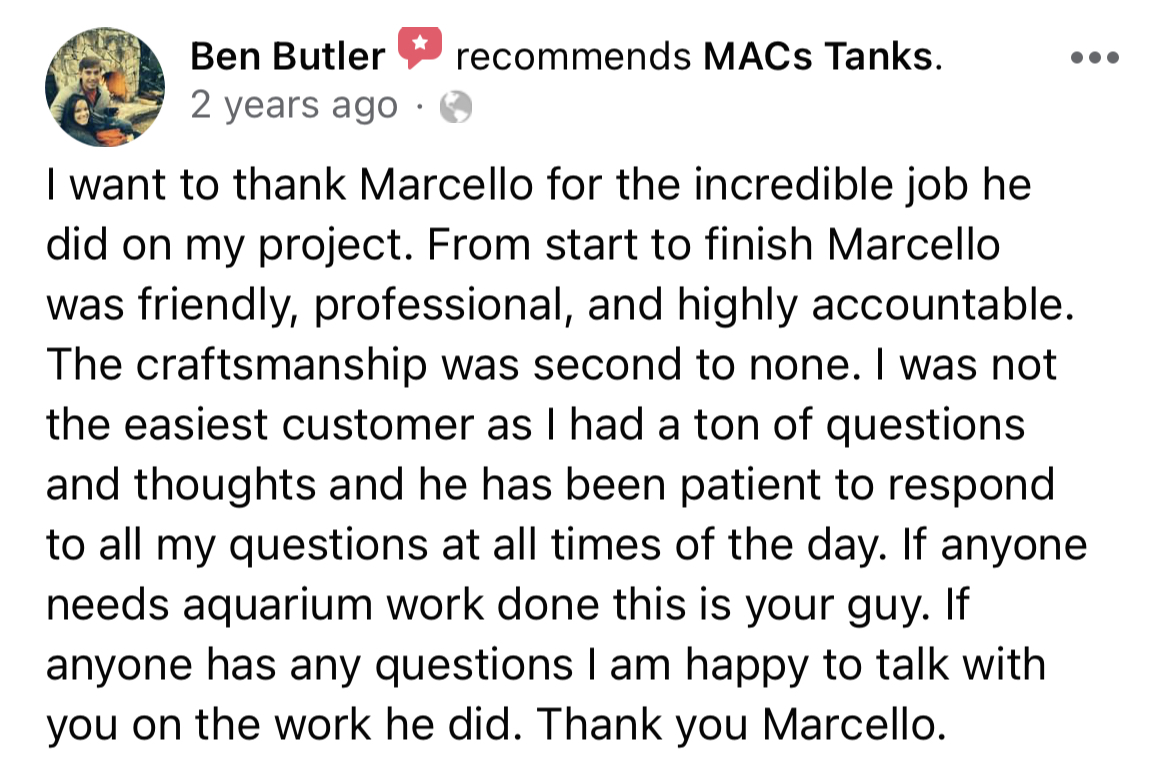 Ben Butler recommends MACs Tanks.
2 years ago ·
I want to thank Marcello for the incredible job he
did on my project. From start to finish Marcello
was friendly, professional, and highly accountable.
The craftsmanship was second to none. I was not
the easiest customer as I had a ton of questions
and thoughts and he has been patient to respond
to all my questions at all times of the day. If anyone
needs aquarium work done this is your guy. If
anyone has any questions I am happy to talk with
you on the work he did. Thank you Marcello.